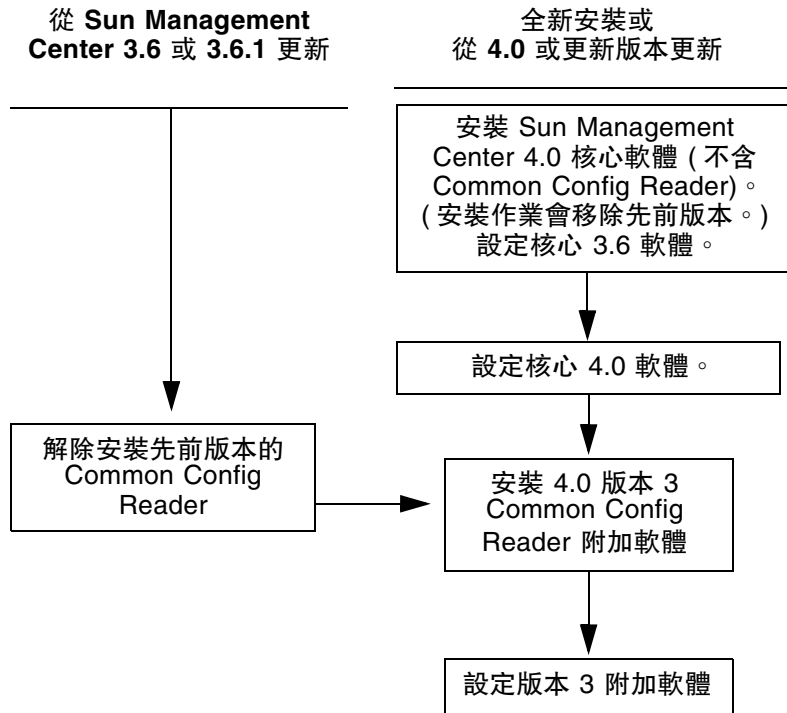 從 Sun Management
Center 3.6 或 3.6.1 更新
全新安裝或
從 4.0 或更新版本更新
安裝 Sun Management
Center 4.0 核心軟體 ( 不含
Common Config Reader)。
( 安裝作業會移除先前版本。)
設定核心 3.6 軟體。
設定核心 4.0 軟體。
解除安裝先前版本的
Common Config
Reader
安裝 4.0 版本 3
Common Config
Reader 附加軟體
設定版本 3 附加軟體